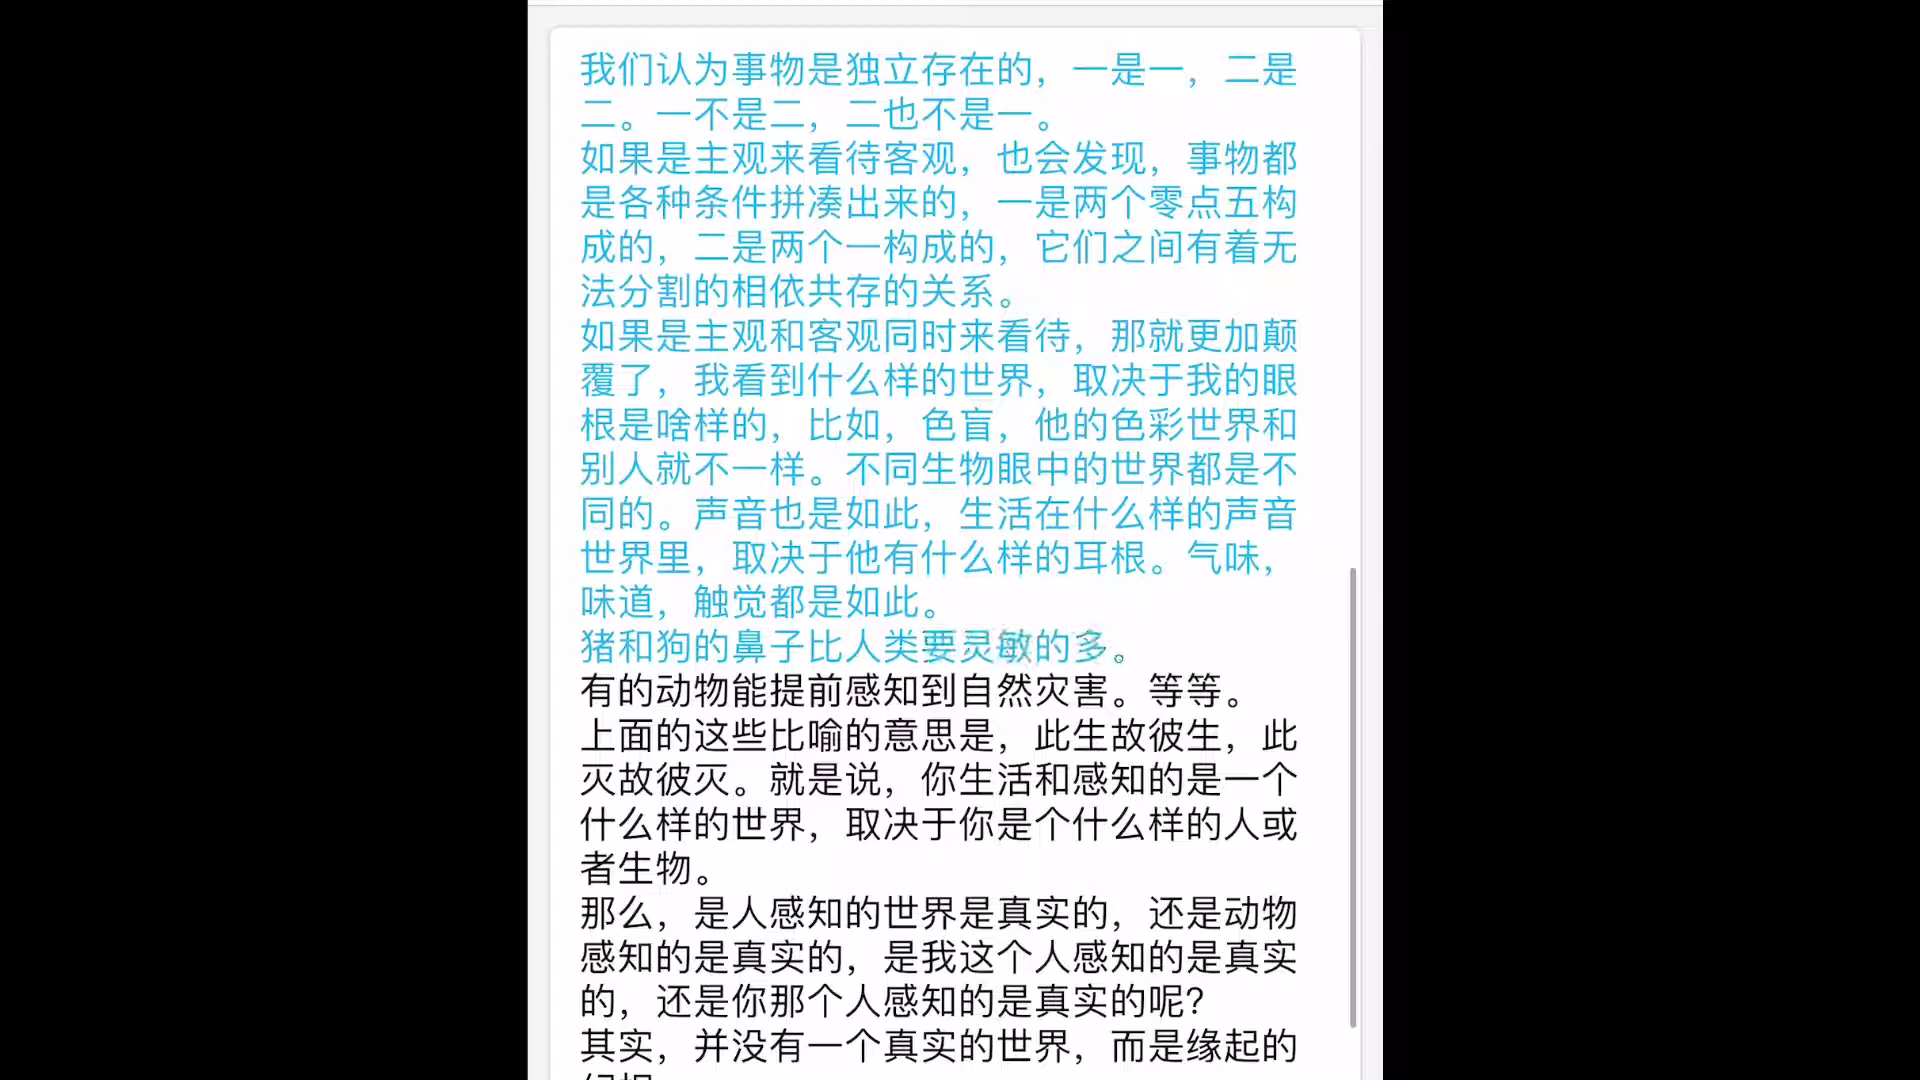 我们认为事物是独立存在的，一是一，二是
二。一不是二，二也不是一。
如果是主观来看待客观，也会发现，事物都
是各种条件拼凑出来的，一是两个零点五构
成的，二是两个一构成的，它们之间有着无
法分割的相依共存的关系。
如果是主观和客观同时来看待，那就更加颠
覆了，我看到什么样的世界，取决于我的眼
根是啥样的，比如，色盲，他的色彩世界和
别人就不一样。不同生物眼中的世界都是不
同的。声音也是如此，生活在什么样的声音
世界里，取决于他有什么样的耳根。气味，
味道，触觉都是如此。
猪和狗的鼻子比人类要灵敏的多。
有的动物能提前感知到自然灾害。等等。
上面的这些比喻的意思是，此生故彼生，此
灭故彼灭。就是说，你生活和感知的是一个
什么样的世界，取决于你是个什么样的人或
者生物。
那么，是人感知的世界是真实的，还是动物
感知的是真实的，是我这个人感知的是真实
的，还是你那个人感知的是真实的呢？
其实，并没有一个真实的世界，而是缘起的